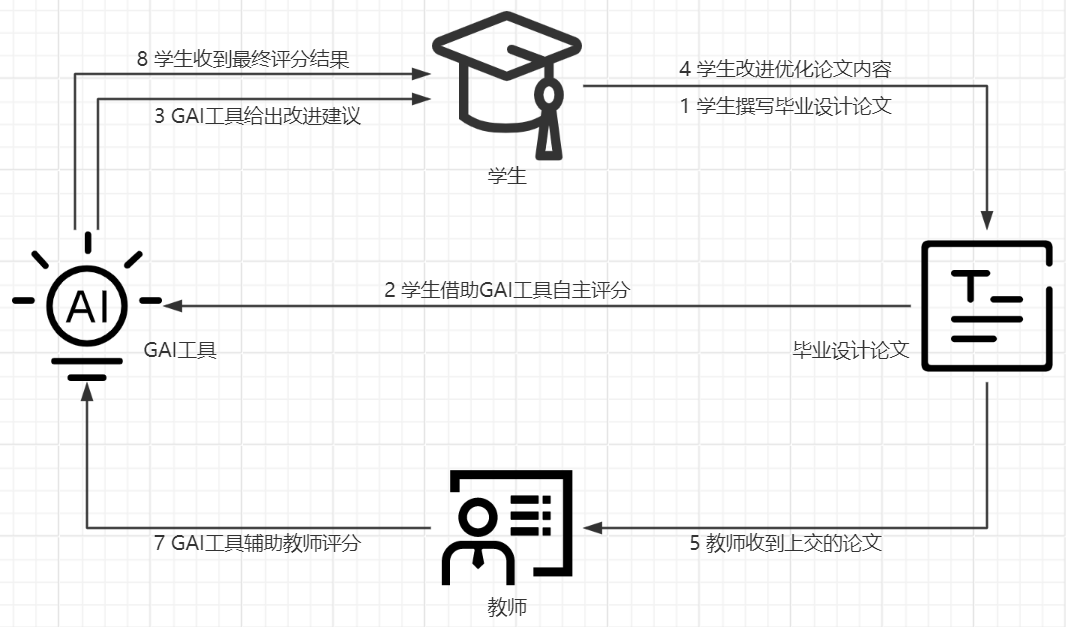 8 学生收到最终评分结果
4 学生改进优化论文内容
3 GAI工具给出改进建议
1 学生撰写毕业设计论文
学生
AI
T
2 学生借助GAI工具自主评分
GAI工具
毕业设计论文
7 GAI工具辅助教师评分
5 教师收到上交的论文
教师